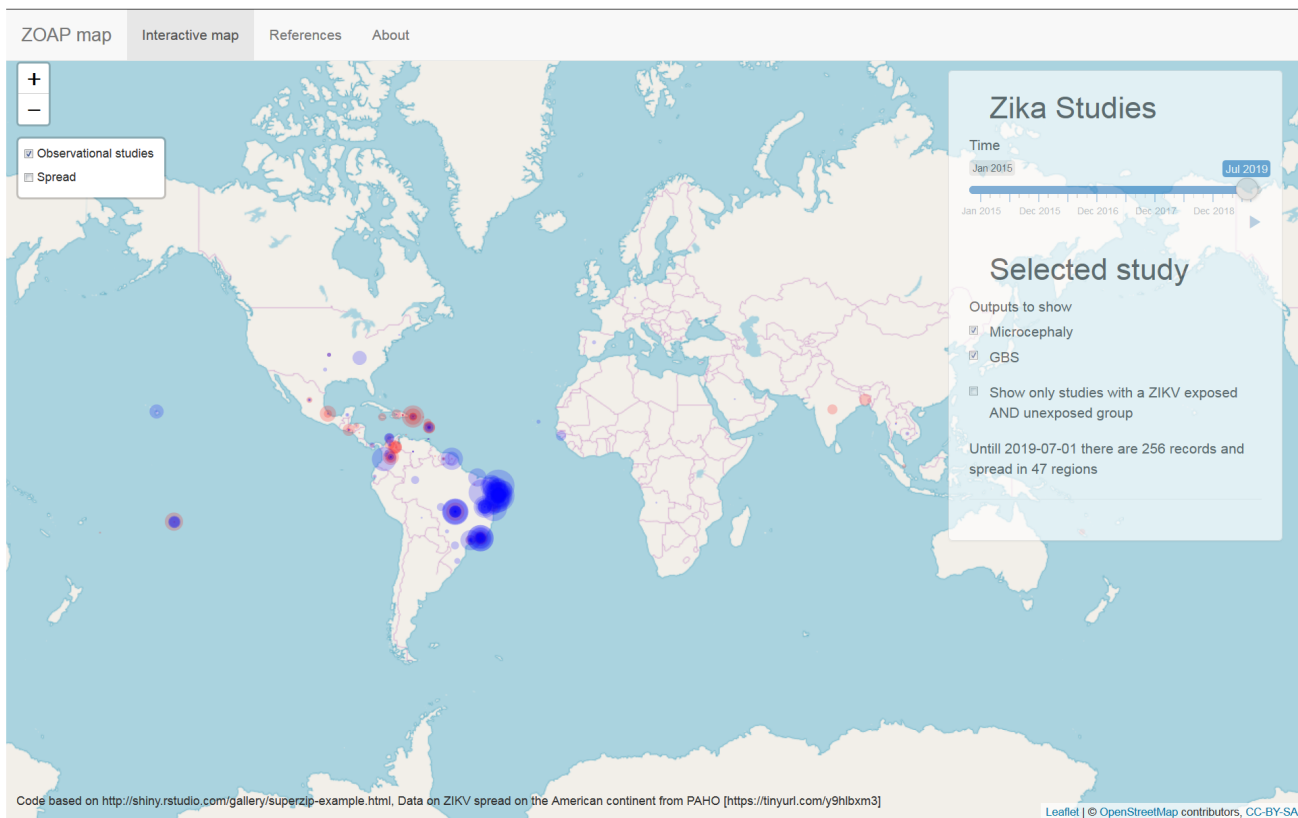 ZOAP map Interactive map References About
+
−
Observational studies
Spread
Zika Studies
Time
Jan 2015 Jul 2019
Jan 2015 Dec 2015 Dec 2016 Dec 2017 Dec 2018
Selected study
Outputs to show
Microcephaly
GBS
Show only studies with a ZIKV exposed
AND unexposed group
Untill 2019-07-01 there are 256 records and
spread in 47 regions
Code based on http://shiny.rstudio.com/gallery/superzip-example.html, Data on ZIKV spread on the American continent from PAHO [https://tinyurl.com/y9hlbxm3]
Leaflet | © OpenStreetMap contributors, CC-BY-SA